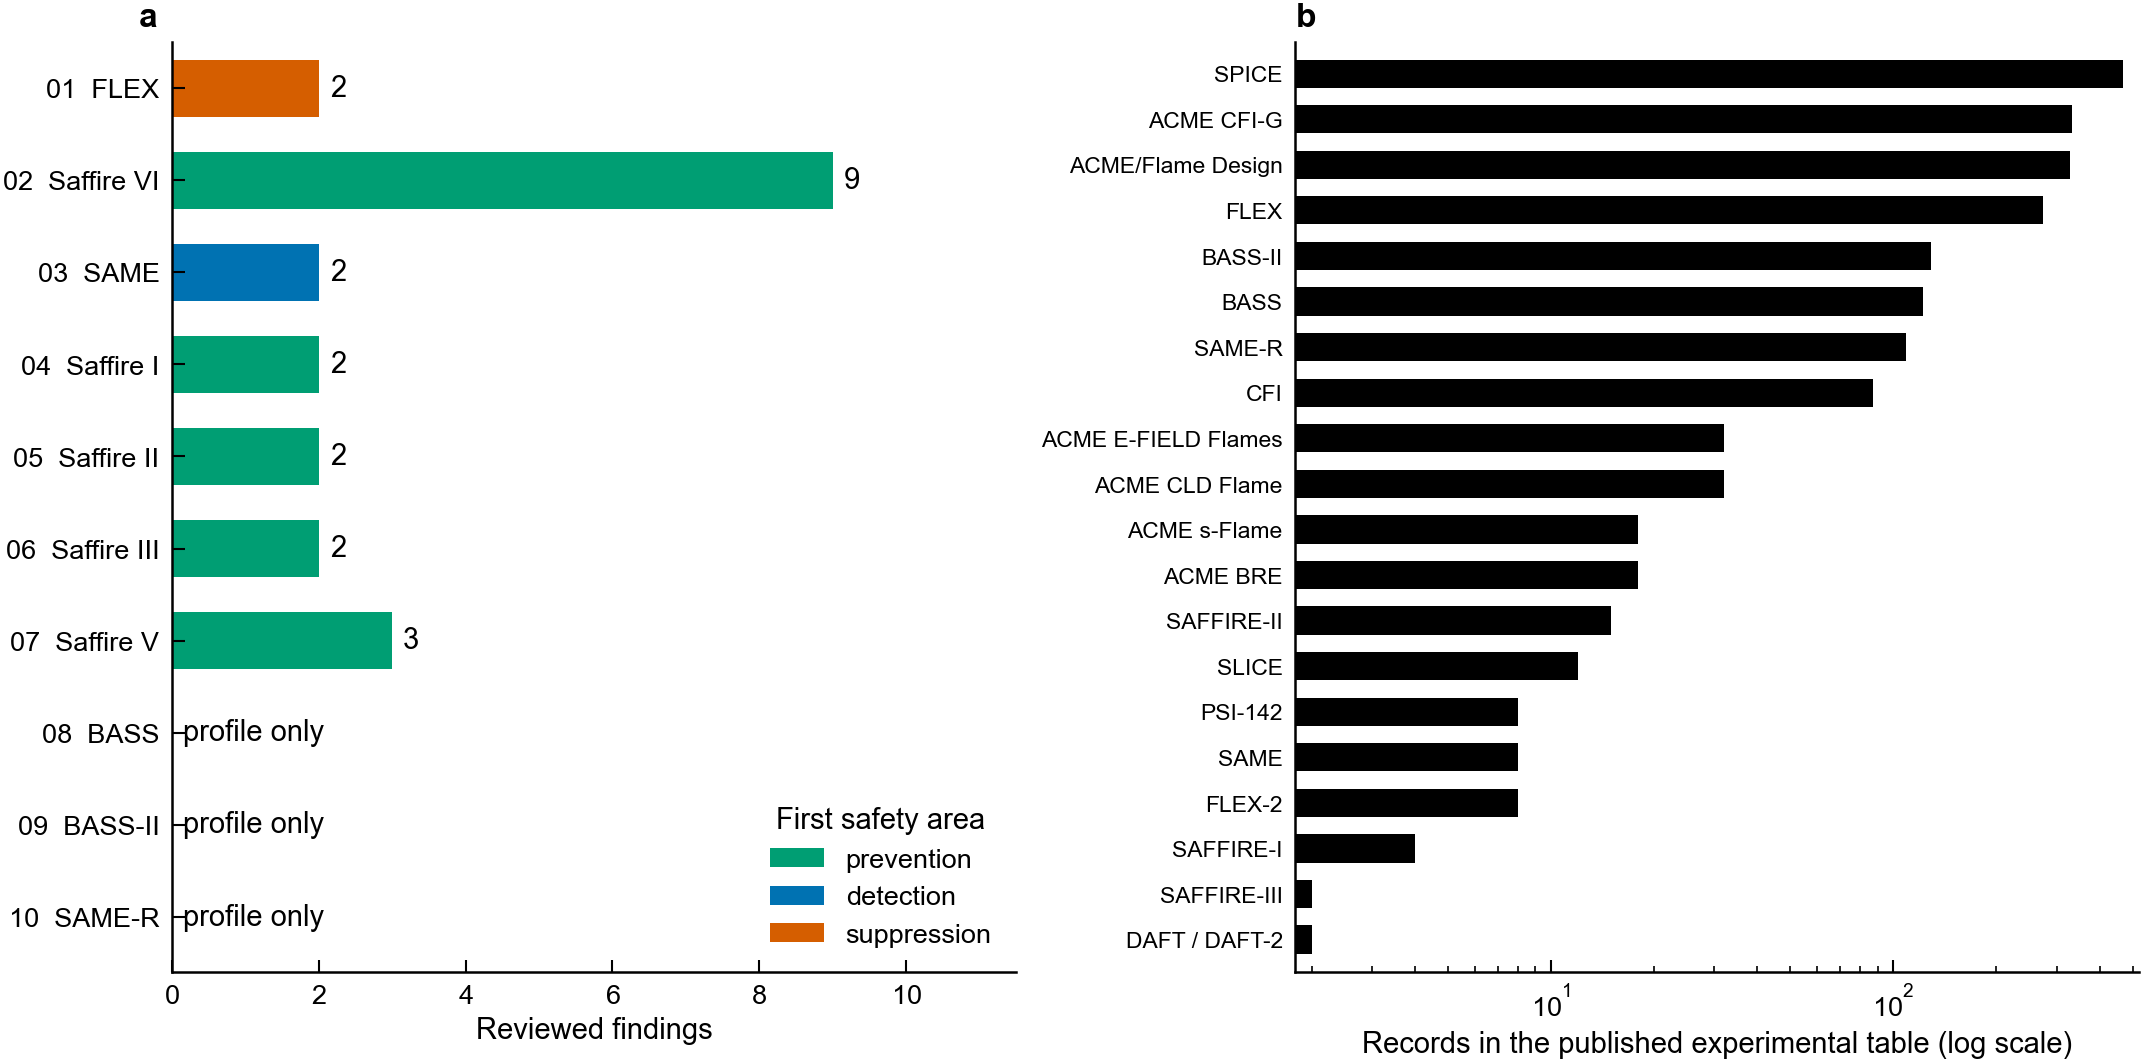 a
01 FLEX
2
02 Saffire VI
9
03 SAME
2
04 Saffire I
2
05 Saffire II
2
06 Saffire III
2
07 Saffire V
3
08 BASS
profile only
09 BASS-II
profile only
10 SAME-R
profile only
First safety area
prevention
detection
suppression
0 2 4 6 8 10
Reviewed findings
b
SPICE
ACME CFI-G
ACME/Flame Design
FLEX
BASS-II
BASS
SAME-R
CFI
ACME E-FIELD Flames
ACME CLD Flame
ACME s-Flame
ACME BRE
SAFFIRE-II
SLICE
PSI-142
SAME
FLEX-2
SAFFIRE-I
SAFFIRE-III
DAFT / DAFT-2
10¹ 10²
Records in the published experimental table (log scale)